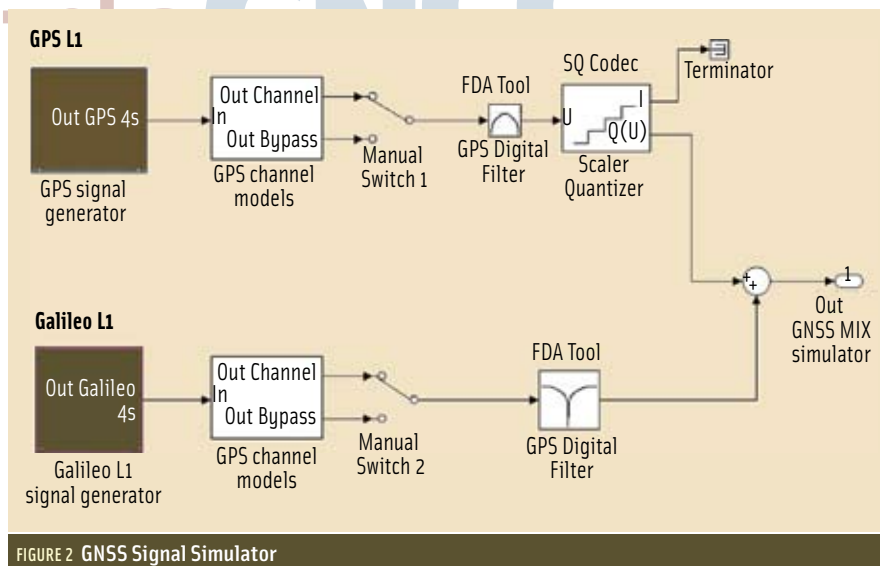 GPS L1
Out GPS 4s
GPS signal
generator
In
Out Channel
Out Bypass
GPS channel
models
Manual
Switch 1
FDA Tool
GPS Digital
Filter
SQ Codec
U
I
Q(U)
Scaler
Quantizer
Terminator
Galileo L1
Out Galileo
4s
Galileo L1
signal generator
In
Out Channel
Out Bypass
GPS channel
models
Manual
Switch 2
FDA Tool
GPS Digital
Filter
+
+
1
Out
GNSS MIX
simulator
FIGURE 2 GNSS Signal Simulator